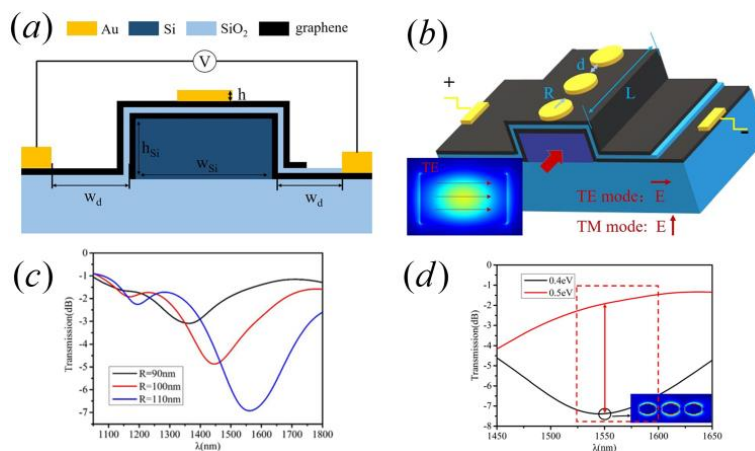 (a)
Au Si SiO2 graphene
V
h
hSi
wSi
wd
wd
(b)
+
d
R
L
-
TE
TE mode: E
TM mode: E
(c)
Transmission(dB)
-1
-2
-3
-4
-5
-6
-7
R=90nm
R=100nm
R=110nm
1100 1200 1300 1400 1500 1600 1700 1800
λ(nm)
(d)
Transmission(dB)
0
-1
-2
-3
-4
-5
-6
-7
-8
0.4eV
0.5eV
1450 1500 1550 1600 1650
λ(nm)